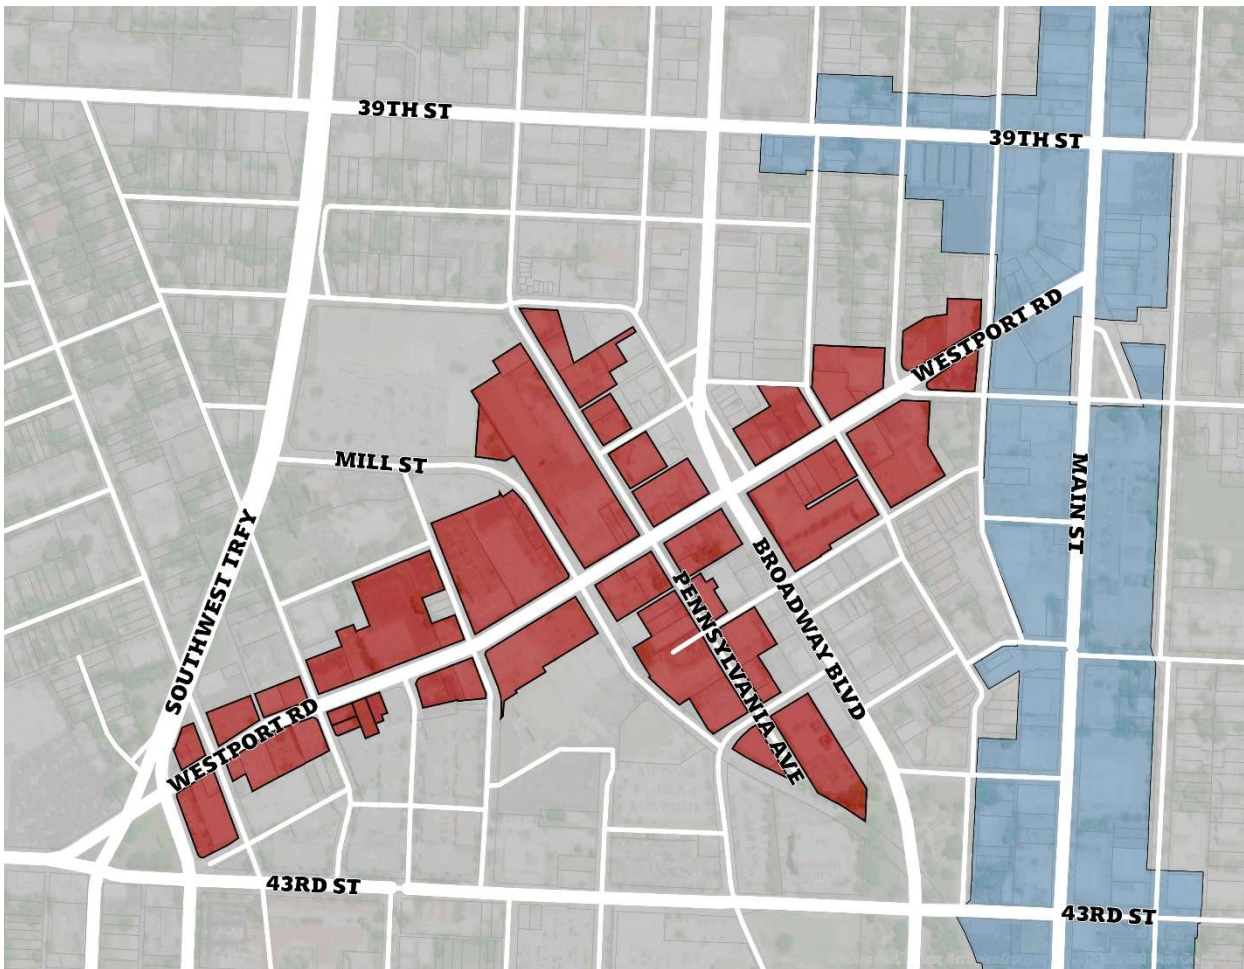 39TH ST
39TH ST
WESTPORT RD
MILL ST
MAIN ST
SOUTHWEST TRFY
BROADWAY BLVD
PENNSYLVANIA AVE
WESTPORT RD
43RD ST
43RD ST